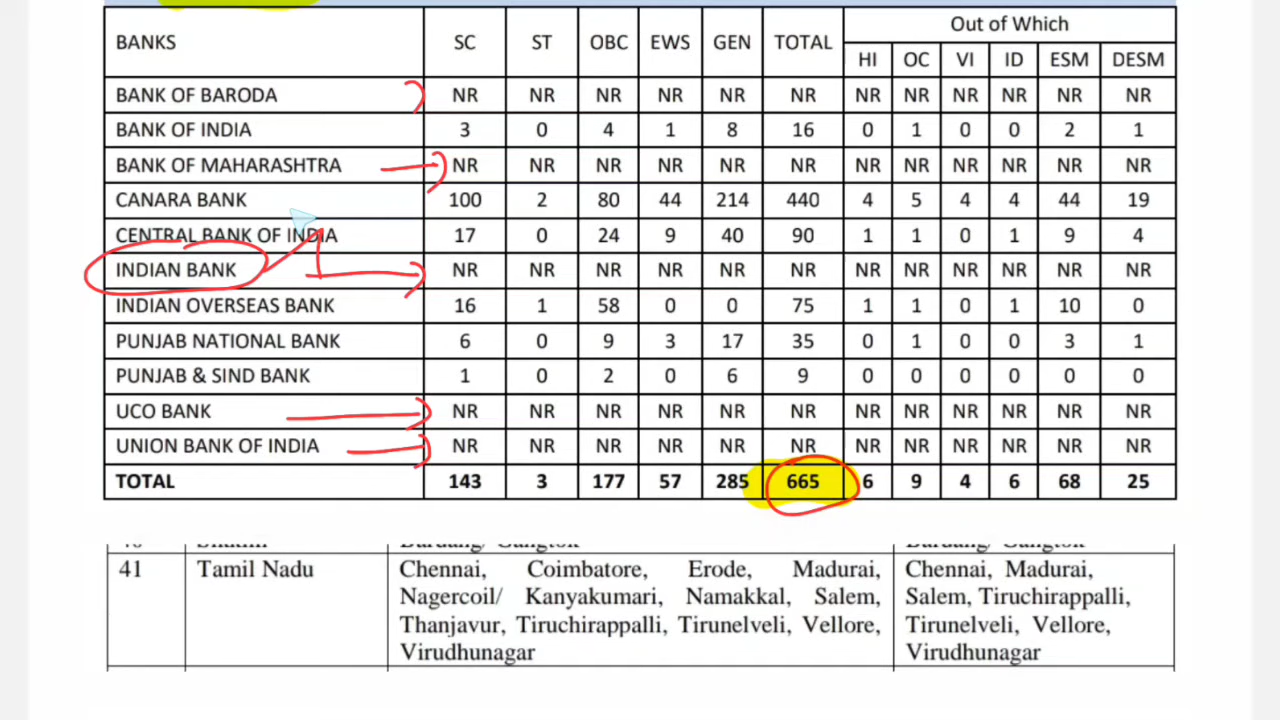 BANKS SC ST OBC EWS GEN TOTAL Out of Which
HI OC VI ID ESM DESM
BANK OF BARODA NR NR NR NR NR NR NR NR NR NR NR NR
BANK OF INDIA 3 0 4 1 8 16 0 1 0 0 2 1
BANK OF MAHARASHTRA NR NR NR NR NR NR NR NR NR NR NR NR
CANARA BANK 100 2 80 44 214 440 4 5 4 4 44 19
CENTRAL BANK OF INDIA 17 0 24 9 40 90 1 1 0 1 9 4
INDIAN BANK NR NR NR NR NR NR NR NR NR NR NR NR
INDIAN OVERSEAS BANK 16 1 58 0 0 75 1 1 0 1 10 0
PUNJAB NATIONAL BANK 6 0 9 3 17 35 0 1 0 0 3 1
PUNJAB & SIND BANK 1 0 2 0 6 9 0 0 0 0 0 0
UCO BANK NR NR NR NR NR NR NR NR NR NR NR NR
UNION BANK OF INDIA NR NR NR NR NR NR NR NR NR NR NR NR
TOTAL 143 3 177 57 285 665 6 9 4 6 68 25
41 Tamil Nadu Chennai, Coimbatore, Erode, Madurai, Chennai, Madurai,
Nagercoil/ Kanyakumari, Namakkal, Salem, Salem, Tiruchirappalli,
Thanjavur, Tiruchirappalli, Tirunelveli, Vellore, Tirunelveli, Vellore,
Virudhunagar Virudhunagar